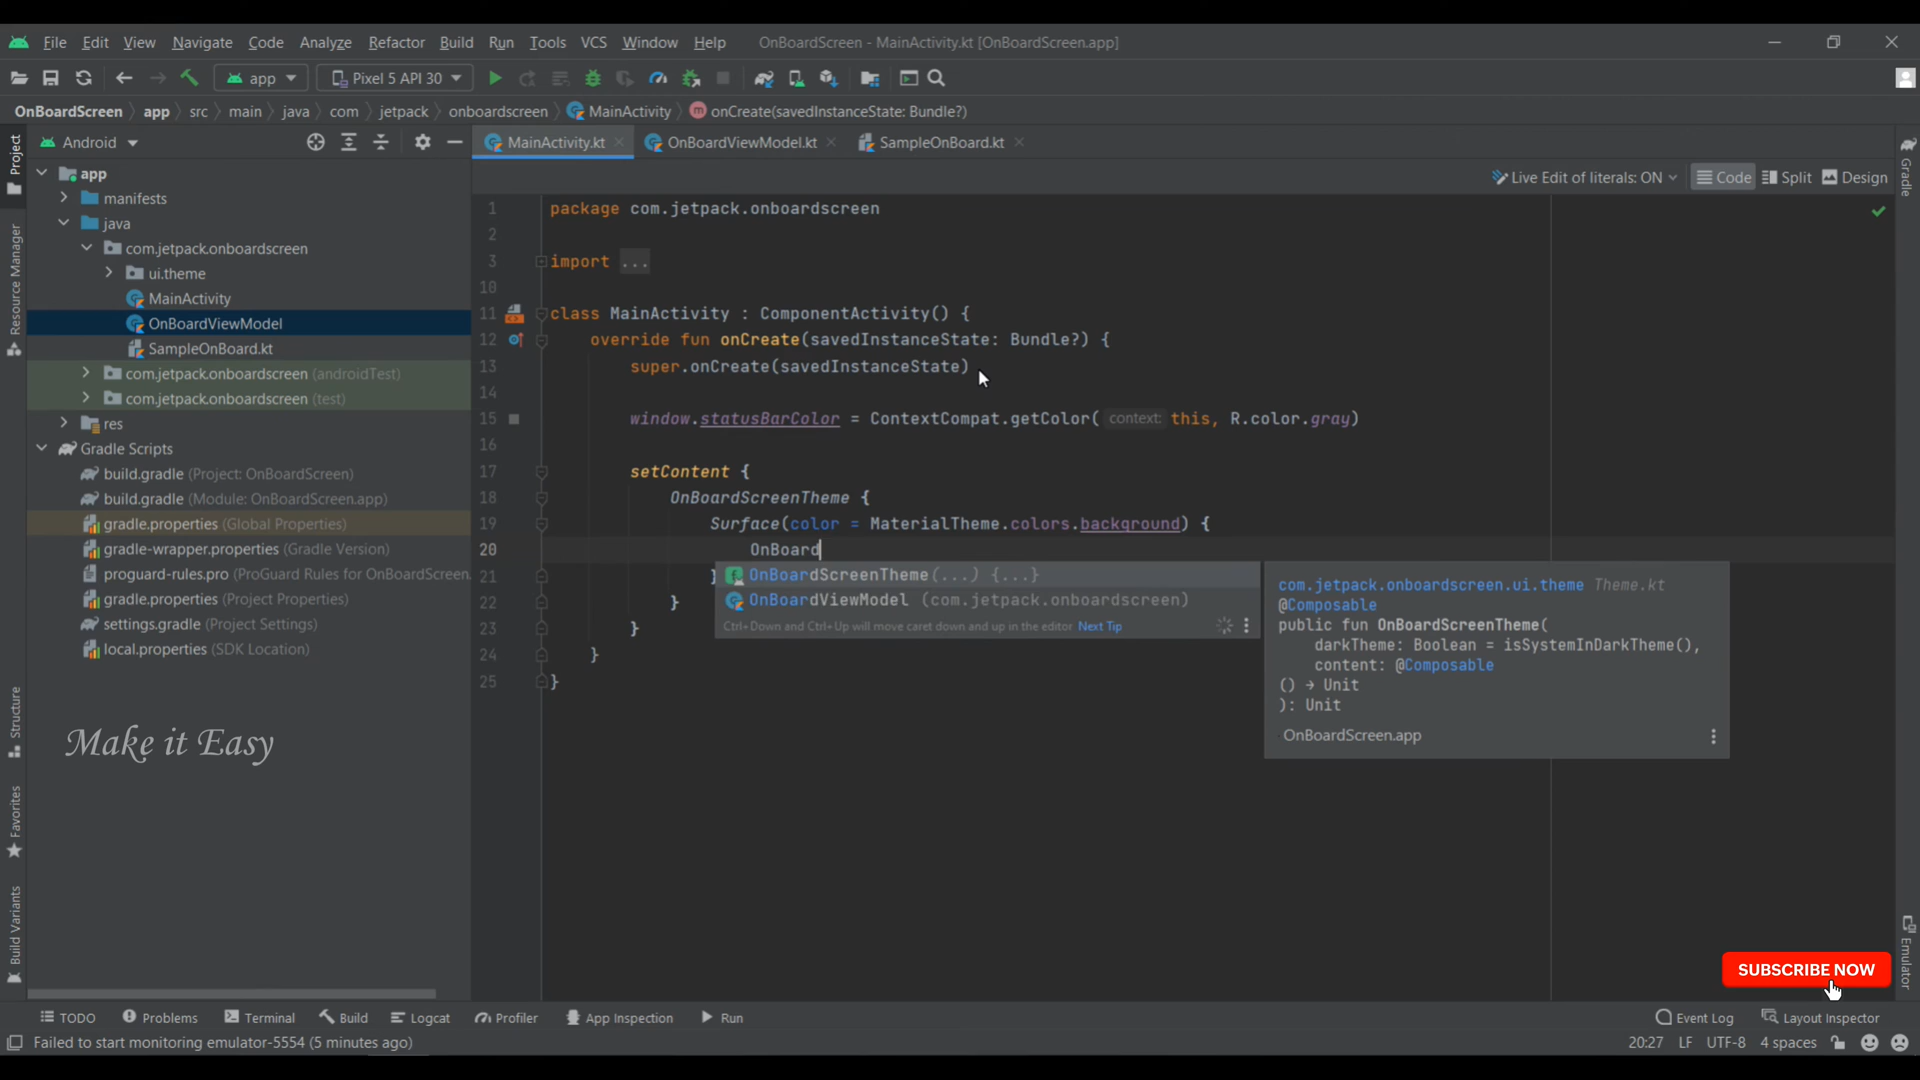 File Edit View Navigate Code Analyze Refactor Build Run Tools VCS Window Help OnBoardScreen - MainActivity.kt [OnBoardScreen.app]
app Pixel 5 API 30
OnBoardScreen app src main java com jetpack onboardscreen MainActivity onCreate(savedInstanceState: Bundle?)
Project
Resource Manager
Structure
Favorites
Build Variants
Android
app
manifests
java
com.jetpack.onboardscreen
ui.theme
MainActivity
OnBoardViewModel
SampleOnBoard.kt
com.jetpack.onboardscreen (androidTest)
com.jetpack.onboardscreen (test)
res
Gradle Scripts
build.gradle (Project: OnBoardScreen)
build.gradle (Module: OnBoardScreen.app)
gradle.properties (Global Properties)
gradle-wrapper.properties (Gradle Version)
proguard-rules.pro (ProGuard Rules for OnBoardScreen
gradle.properties (Project Properties)
settings.gradle (Project Settings)
local.properties (SDK Location)
Make it Easy
MainActivity.kt OnBoardViewModel.kt SampleOnBoard.kt
Live Edit of literals: ON Code Split Design
1 package com.jetpack.onboardscreen
2
3 import ...
10
11 class MainActivity : ComponentActivity() {
12 override fun onCreate(savedInstanceState: Bundle?) {
13 super.onCreate(savedInstanceState)
14
15 window.statusBarColor = ContextCompat.getColor( context: this, R.color.gray)
16
17 setContent {
18 OnBoardScreenTheme {
19 Surface(color = MaterialTheme.colors.background) {
20 OnBoard
21 }
22 }
23 }
24 }
25 }
OnBoardScreenTheme(...) {...}
OnBoardViewModel (com.jetpack.onboardscreen)
Ctrl+Down and Ctrl+Up will move caret down and up in the editor Next Tip
com.jetpack.onboardscreen.ui.theme Theme.kt
@Composable
public fun OnBoardScreenTheme(
darkTheme: Boolean = isSystemInDarkTheme(),
content: @Composable
() → Unit
): Unit
OnBoardScreen.app
Gradle
Emulator
SUBSCRIBE NOW
TODO Problems Terminal Build Logcat Profiler App Inspection Run Event Log Layout Inspector
Failed to start monitoring emulator-5554 (5 minutes ago) 20:27 LF UTF-8 4 spaces